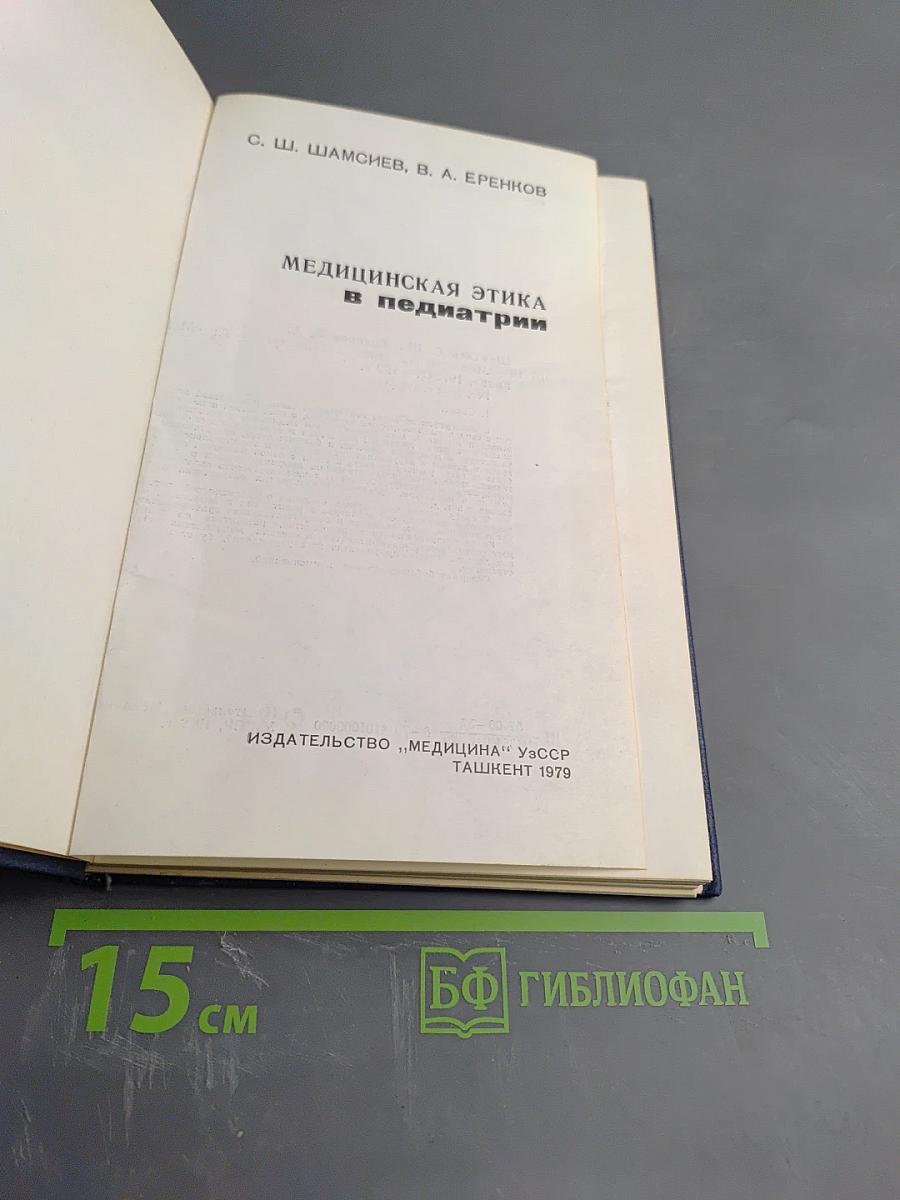 С. Ш. ШАМСИЕВ, В. А. ЕРЕНКОВ
МЕДИЦИНСКАЯ ЭТИКА
в педиатрии
ИЗДАТЕЛЬСТВО „МЕДИЦИНА“ УзССР
ТАШКЕНТ 1979
15 см
БФ ГИБЛИОФАН